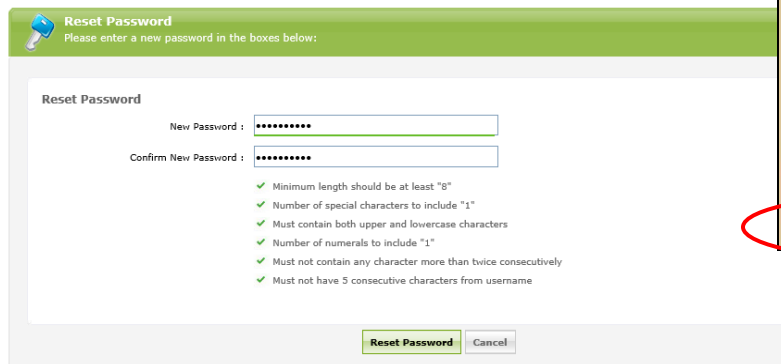 Reset Password
Please enter a new password in the boxes below:
Reset Password
New Password : ••••••••••
Confirm New Password : ••••••••••
Minimum length should be at least "8"
Number of special characters to include "1"
Must contain both upper and lowercase characters
Number of numerals to include "1"
Must not contain any character more than twice consecutively
Must not have 5 consecutive characters from username
Reset Password Cancel